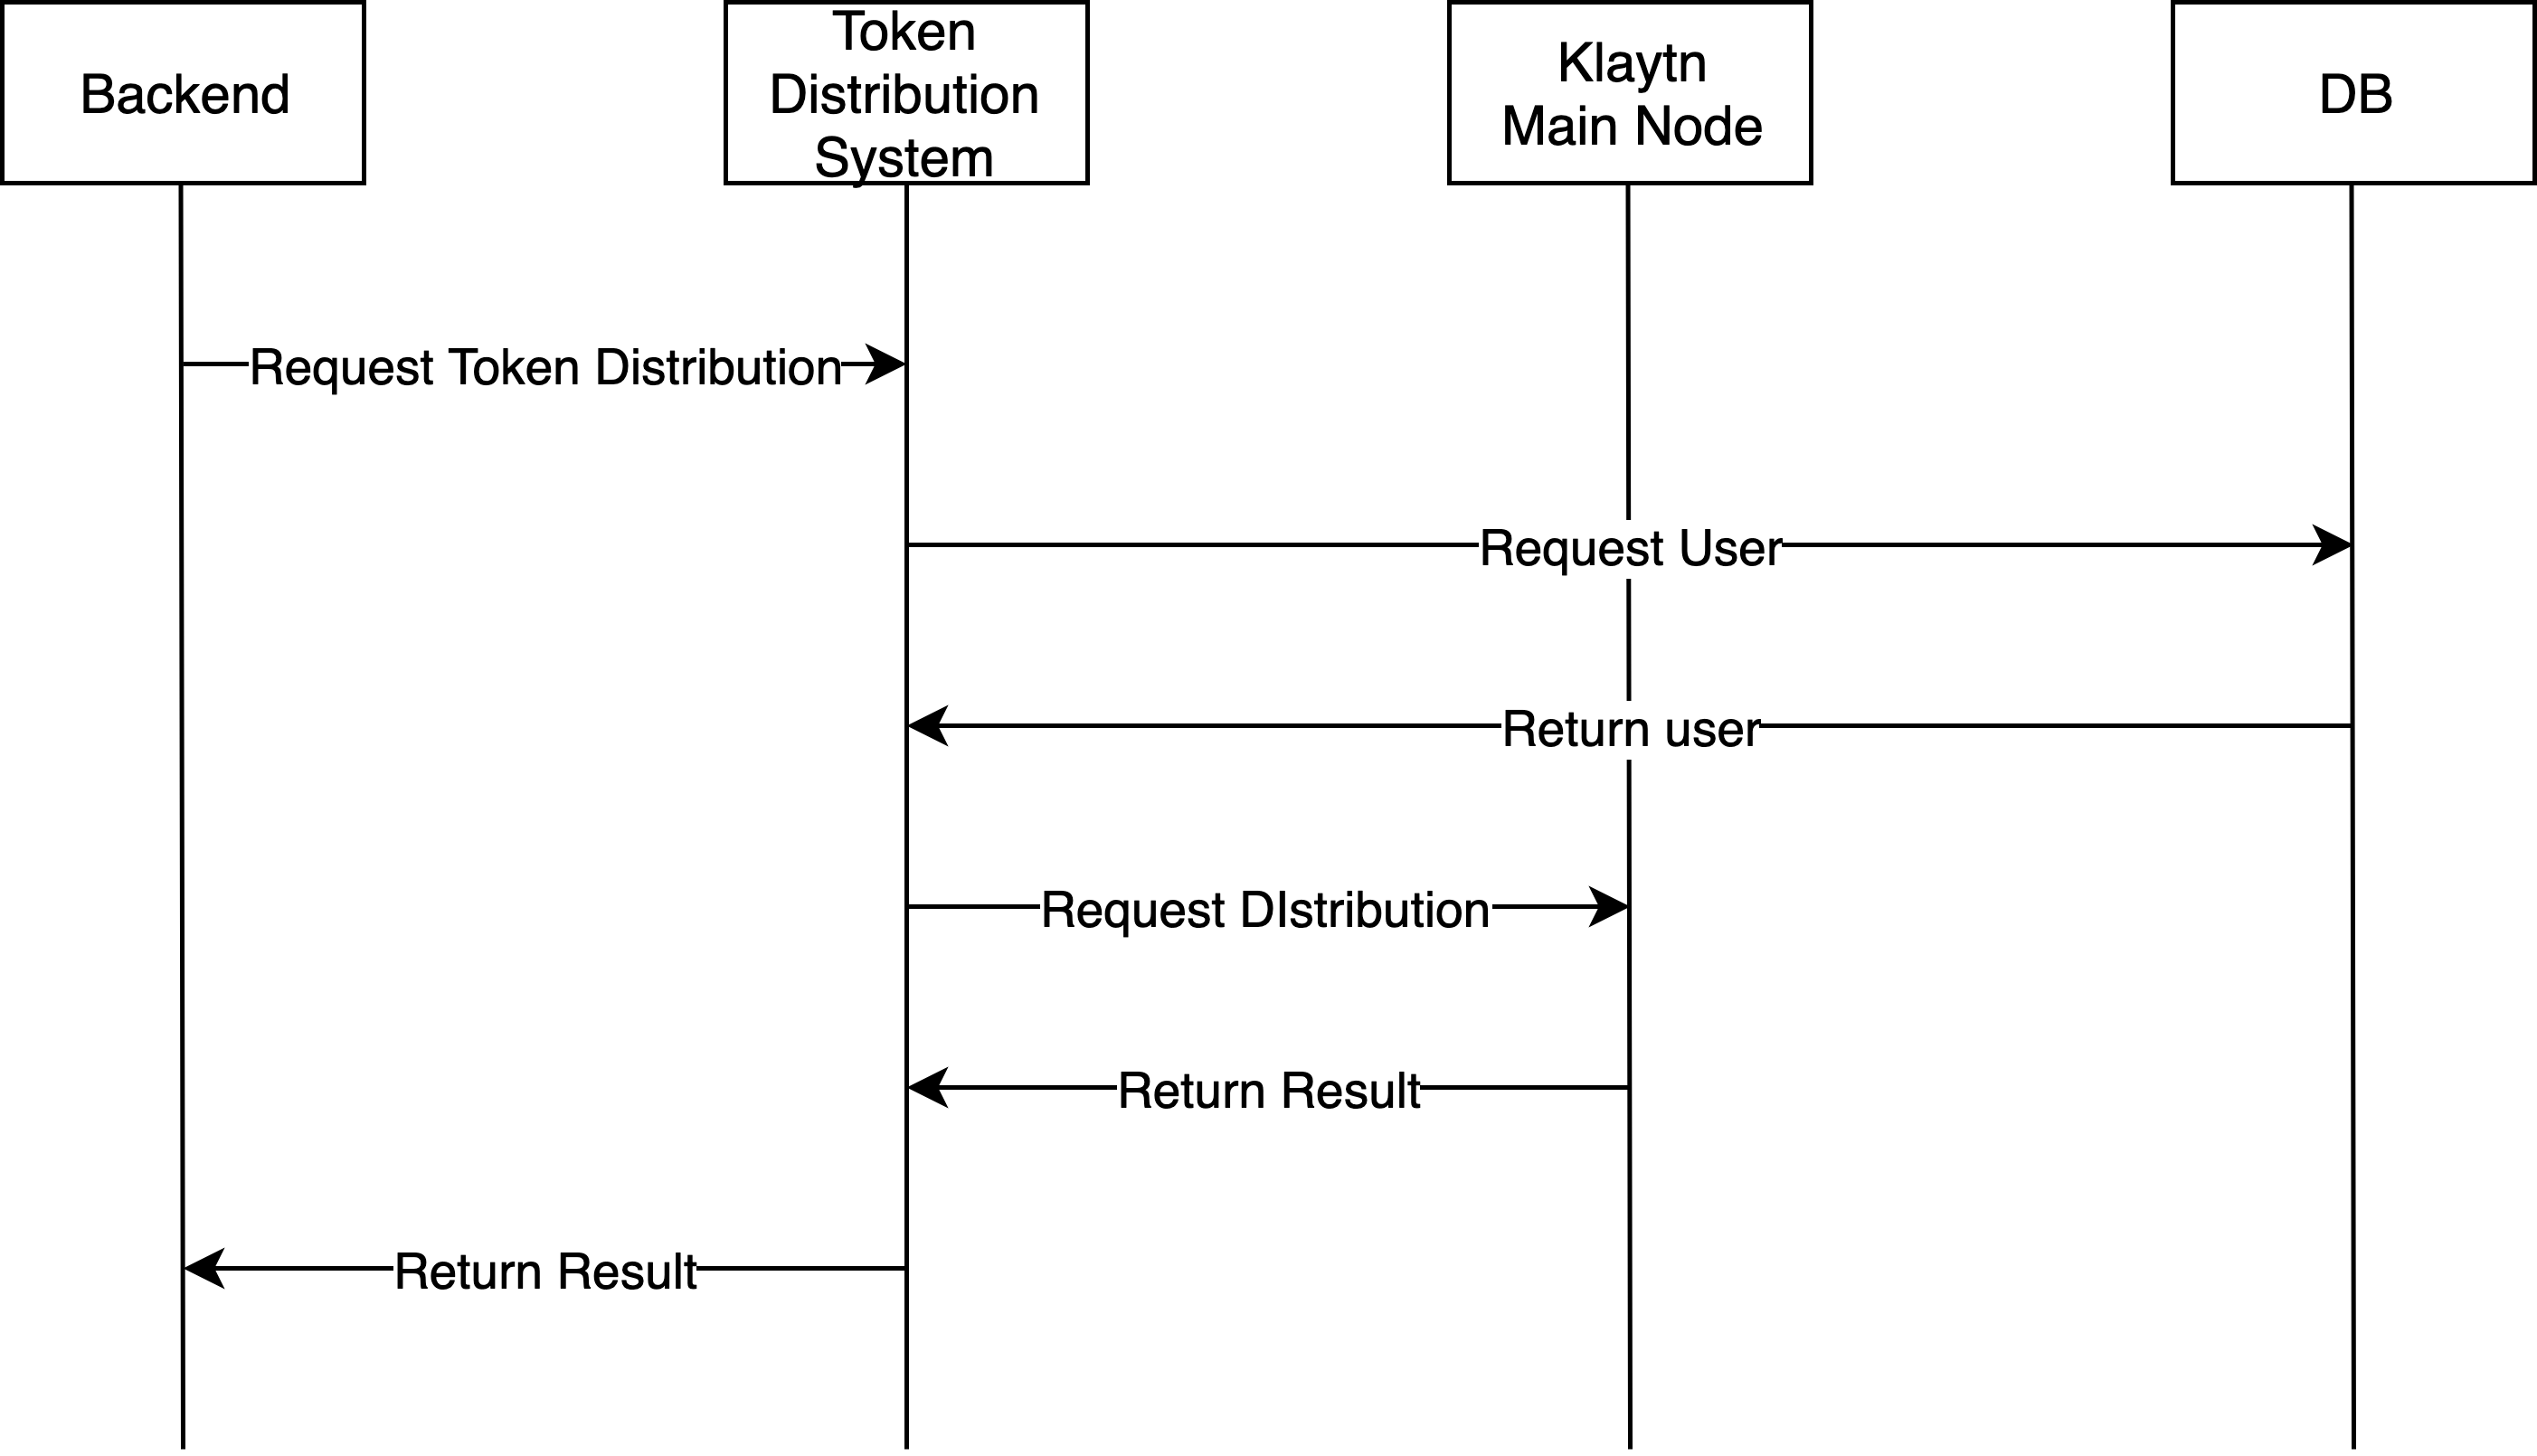 Backend
Token
Distribution
System
Klaytn
Main Node
DB
Request Token Distribution
Request User
Return user
Request DIstribution
Return Result
Return Result